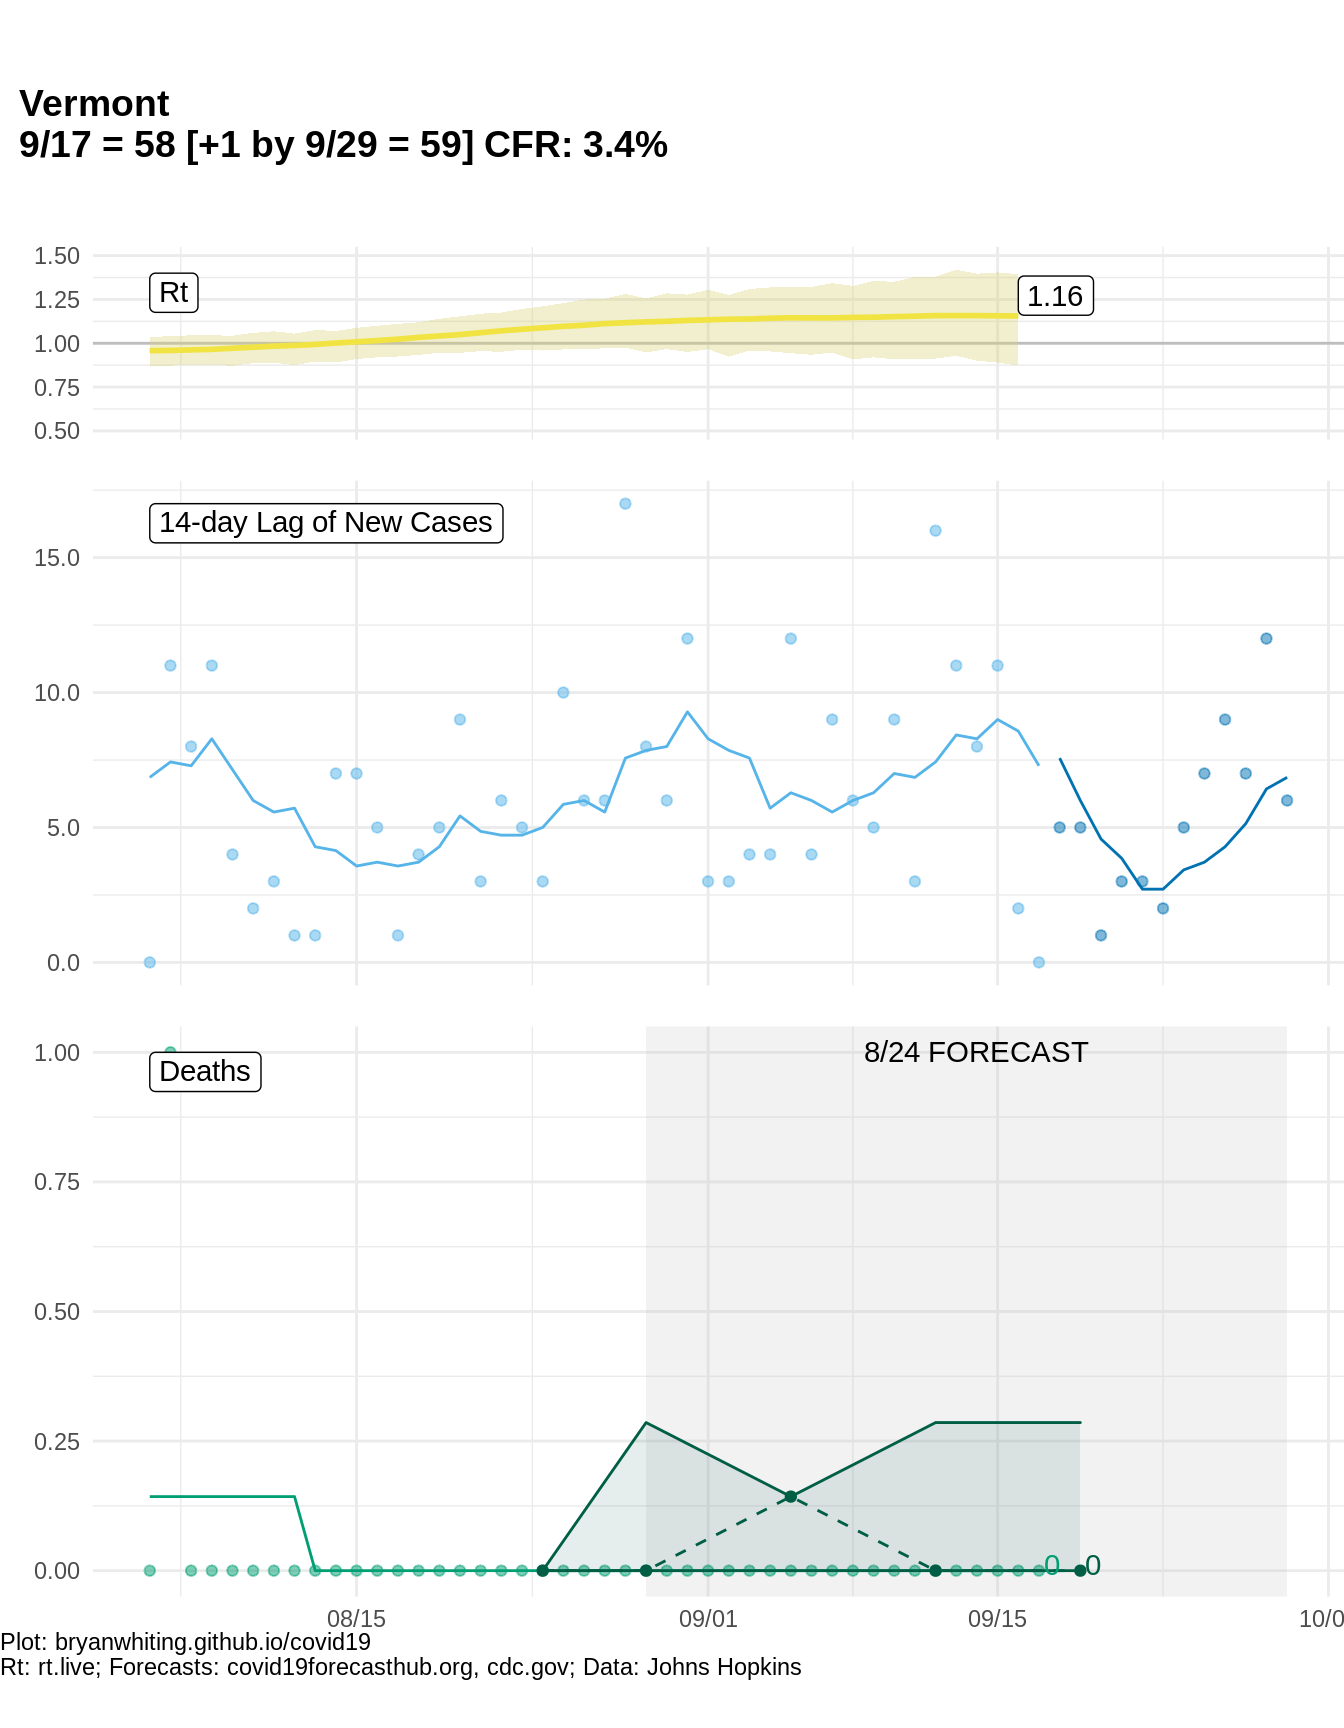 Vermont
9/17 = 58 [+1 by 9/29 = 59] CFR: 3.4%
1.50
1.25
1.00
0.75
0.50
Rt
1.16
14-day Lag of New Cases
15.0
10.0
5.0
0.0
Deaths
8/24 FORECAST
1.00
0.75
0.50
0.25
0.00
0 0
08/15 09/01 09/15 10/0
Plot: bryanwhiting.github.io/covid19
Rt: rt.live; Forecasts: covid19forecasthub.org, cdc.gov; Data: Johns Hopkins